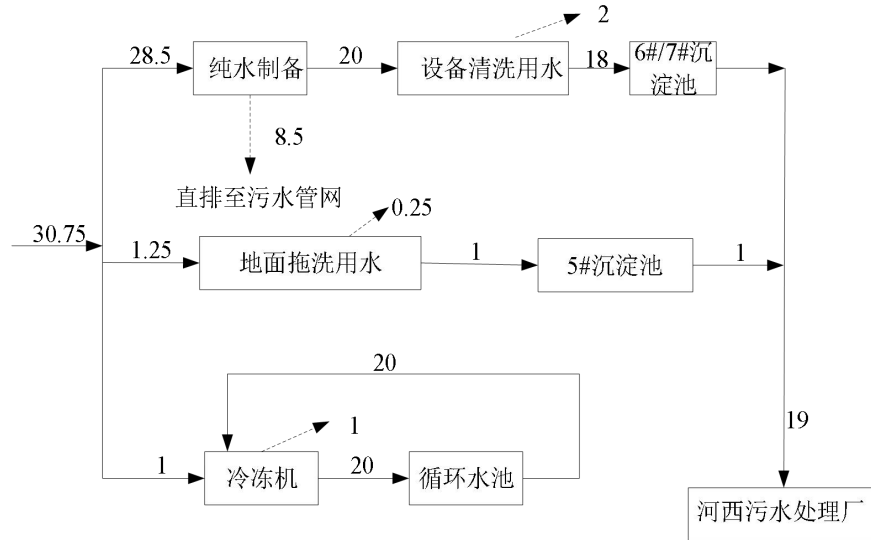 2
28.5
纯水制备
20
设备清洗用水
18
6#/7#沉
淀池
8.5
直排至污水管网
0.25
30.75
1.25
地面拖洗用水
1
5#沉淀池
1
20
1
19
1
冷冻机
20
循环水池
河西污水处理厂